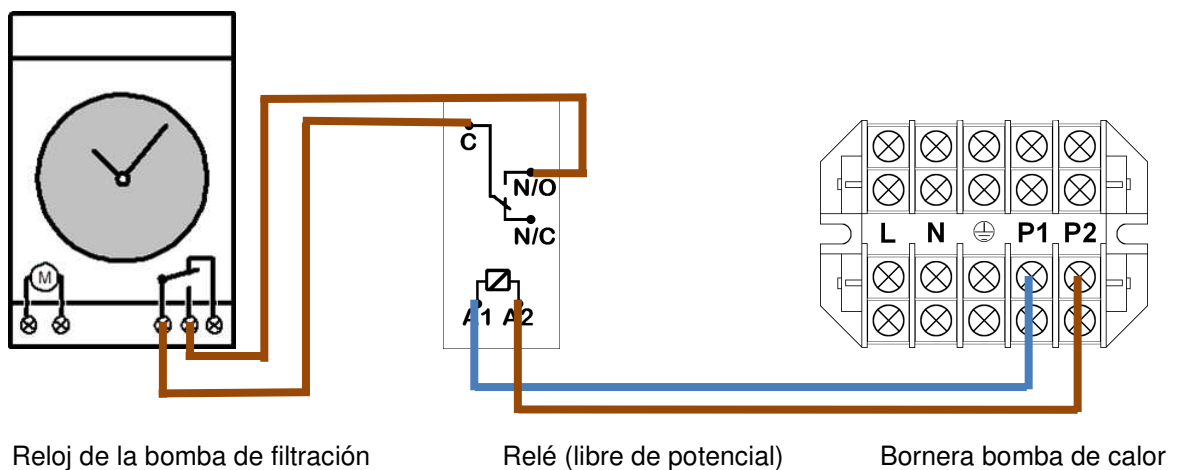 C
N/O
N/C
M
A1 A2
L N P1 P2
Reloj de la bomba de filtración
Relé (libre de potencial)
Bornera bomba de calor